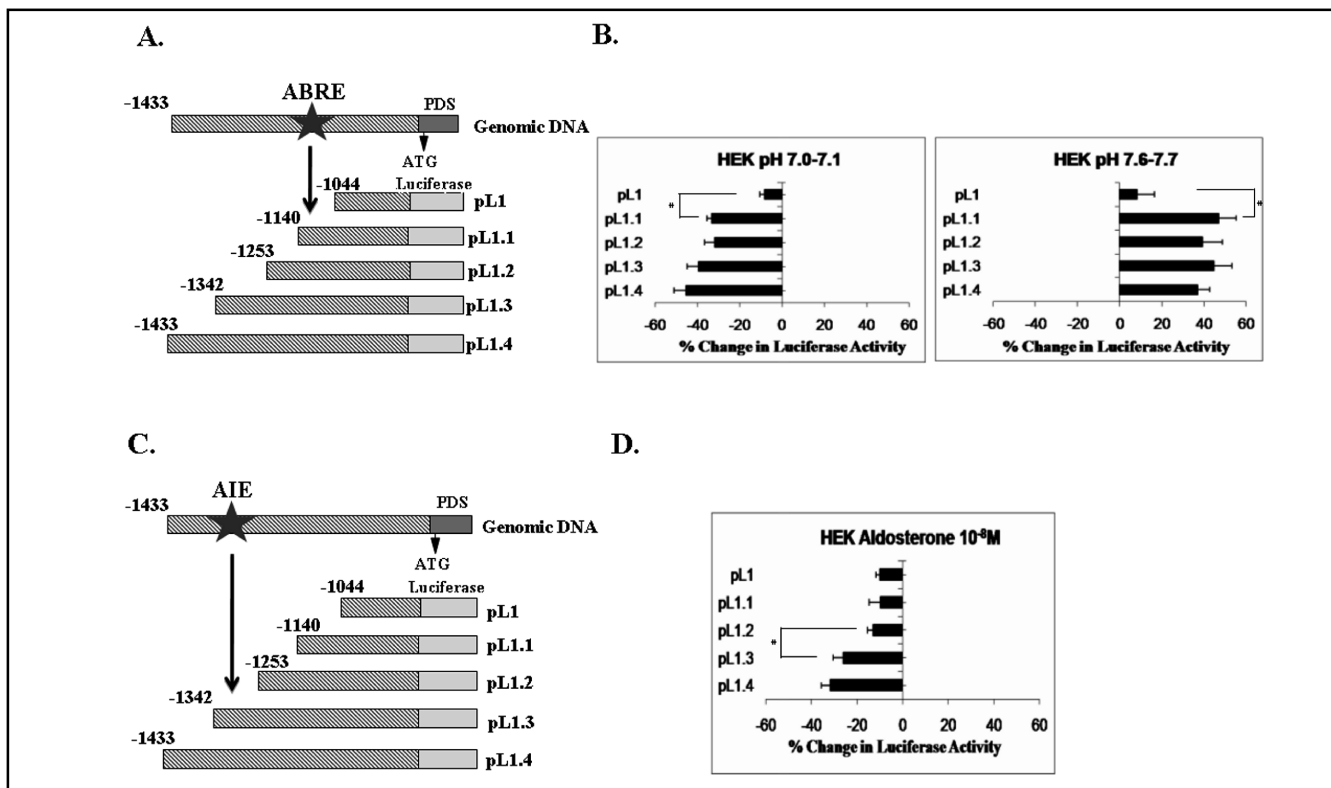 A.
-1433
ABRE
PDS
Genomic DNA
ATG
Luciferase
-1044
pL1
-1140
pL1.1
-1253
pL1.2
-1342
pL1.3
-1433
pL1.4
B.
HEK pH 7.0-7.1
pL1
pL1.1
pL1.2
pL1.3
pL1.4
*
-60 -40 -20 0 20 40 60
% Change in Luciferase Activity
HEK pH 7.6-7.7
pL1
pL1.1
pL1.2
pL1.3
pL1.4
*
-60 -40 -20 0 20 40 60
% Change in Luciferase Activity
C.
-1433
AIE
PDS
Genomic DNA
ATG
Luciferase
-1044
pL1
-1140
pL1.1
-1253
pL1.2
-1342
pL1.3
-1433
pL1.4
D.
HEK Aldosterone 10⁻⁸M
pL1
pL1.1
pL1.2
pL1.3
pL1.4
*
-60 -40 -20 0 20 40 60
% Change in Luciferase Activity